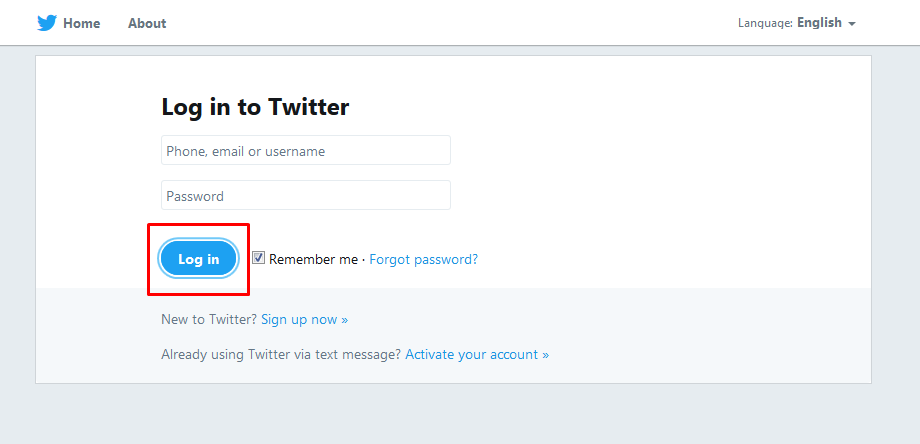 Home About Language: English
Log in to Twitter
Phone, email or username
Password
Log in Remember me · Forgot password?
New to Twitter? Sign up now »
Already using Twitter via text message? Activate your account »